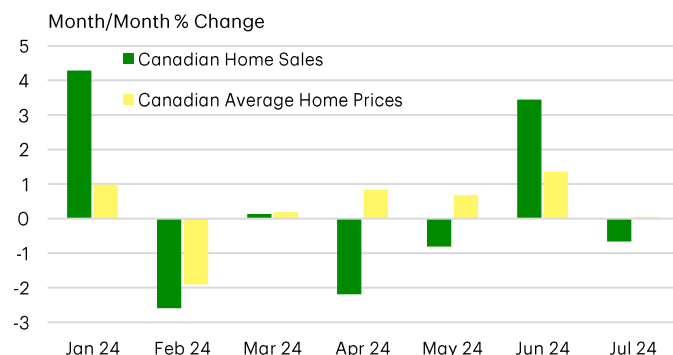 Month/Month % Change
5
Canadian Home Sales
4
Canadian Average Home Prices
3
2
1
0
-1
-2
-3
Jan 24 Feb 24 Mar 24 Apr 24 May 24 Jun 24 Jul 24